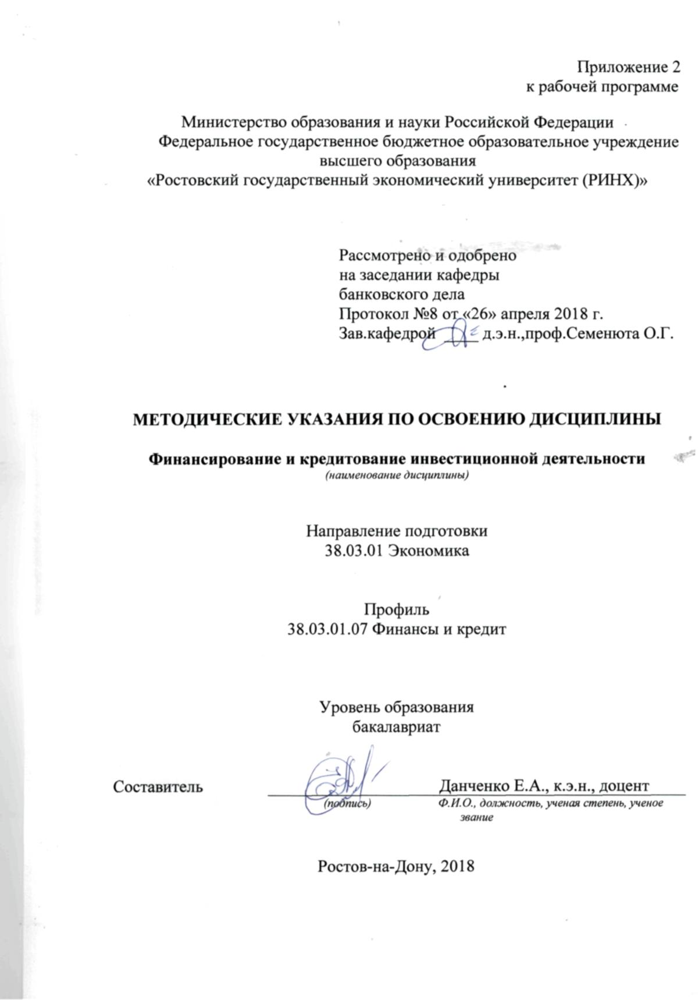 Приложение 2
к рабочей программе
Министерство образования и науки Российской Федерации
Федеральное государственное бюджетное образовательное учреждение
высшего образования
«Ростовский государственный экономический университет (РИНХ)»
Рассмотрено и одобрено
на заседании кафедры
банковского дела
Протокол №8 от «26» апреля 2018 г.
Зав.кафедрой ____ д.э.н.,проф.Семенюта О.Г.
МЕТОДИЧЕСКИЕ УКАЗАНИЯ ПО ОСВОЕНИЮ ДИСЦИПЛИНЫ
Финансирование и кредитование инвестиционной деятельности
(наименование дисциплины)
Направление подготовки
38.03.01 Экономика
Профиль
38.03.01.07 Финансы и кредит
Уровень образования
бакалавриат
Составитель Данченко Е.А., к.э.н., доцент
(подпись) Ф.И.О., должность, ученая степень, ученое
звание
Ростов-на-Дону, 2018